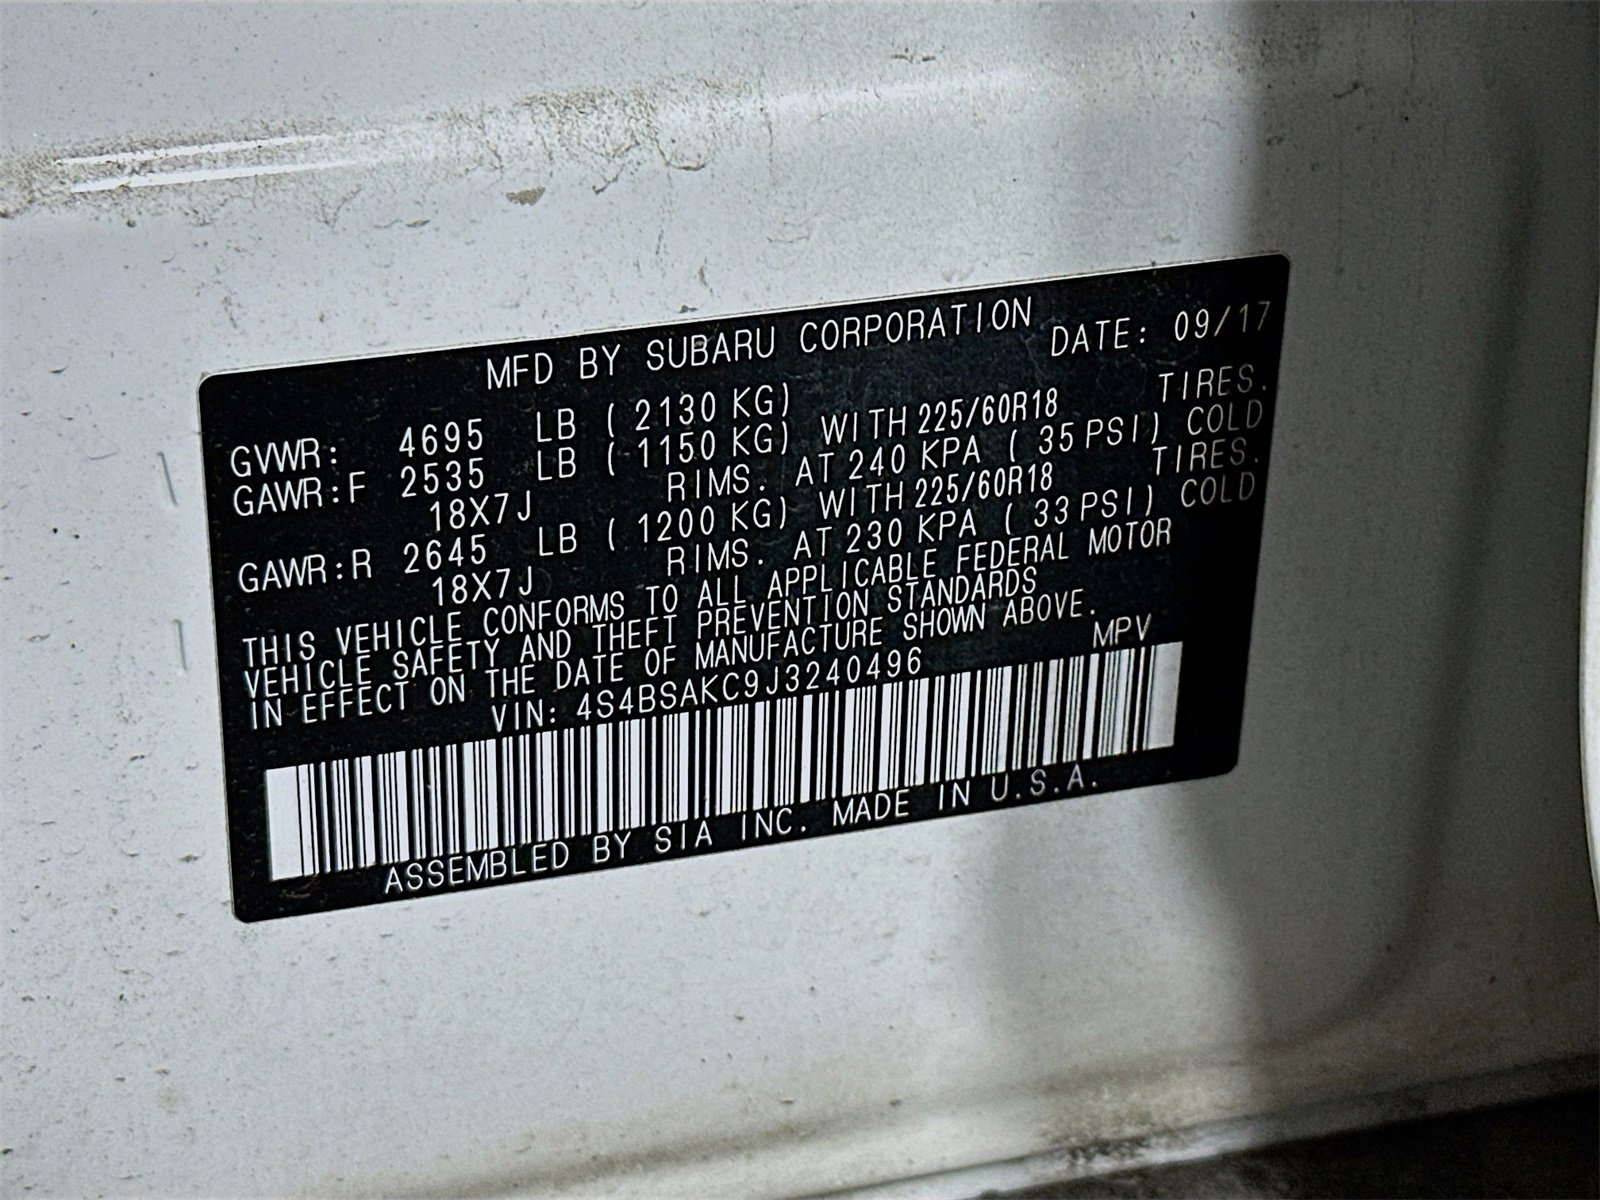 MFD BY SUBARU CORPORATION DATE: 09/17
GVWR: 4695 LB ( 2130 KG)
GAWR:F 2535 LB ( 1150 KG) WITH 225/60R18 TIRES.
18X7J RIMS. AT 240 KPA ( 35 PSI) COLD
GAWR:R 2645 LB ( 1200 KG) WITH 225/60R18 TIRES.
18X7J RIMS. AT 230 KPA ( 33 PSI) COLD
THIS VEHICLE CONFORMS TO ALL APPLICABLE FEDERAL MOTOR
VEHICLE SAFETY AND THEFT PREVENTION STANDARDS
IN EFFECT ON THE DATE OF MANUFACTURE SHOWN ABOVE.
VIN: 4S4BSAKC9J3240496 MPV
ASSEMBLED BY SIA INC. MADE IN U.S.A.